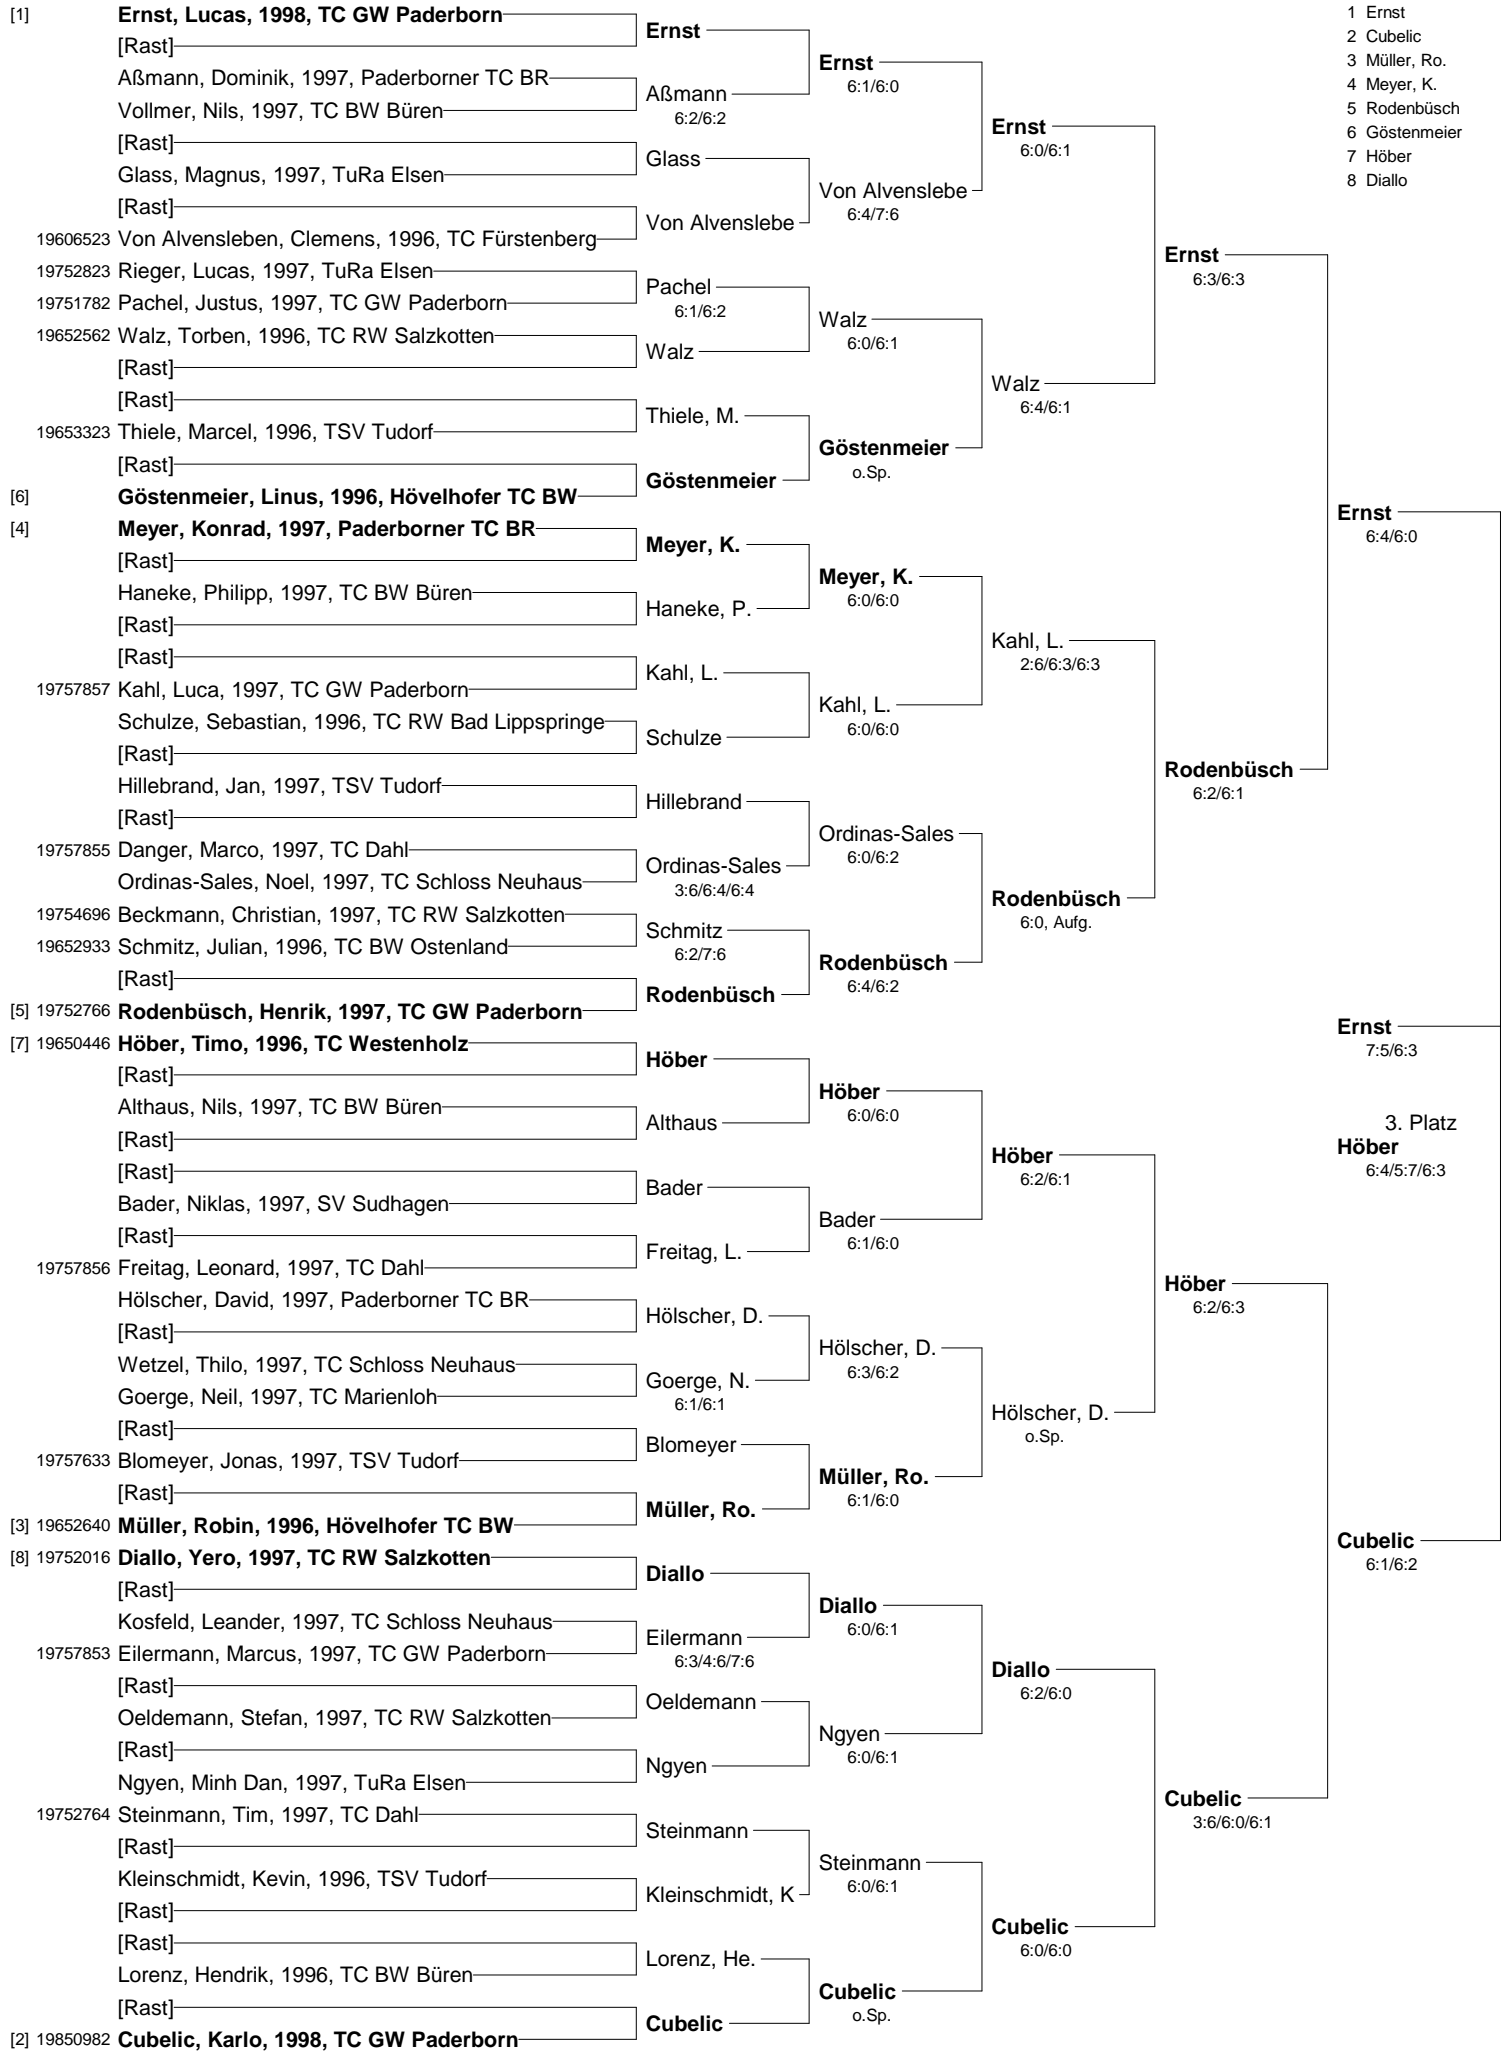 [1] Ernst, Lucas, 1998, TC GW Paderborn
[Rast]
Aßmann, Dominik, 1997, Paderborner TC BR
Vollmer, Nils, 1997, TC BW Büren
[Rast]
Glass, Magnus, 1997, TuRa Elsen
[Rast]
19606523 Von Alvensleben, Clemens, 1996, TC Fürstenberg
19752823 Rieger, Lucas, 1997, TuRa Elsen
19751782 Pachel, Justus, 1997, TC GW Paderborn
19652562 Walz, Torben, 1996, TC RW Salzkotten
[Rast]
[Rast]
19653323 Thiele, Marcel, 1996, TSV Tudorf
[Rast]
[6] Göstenmeier, Linus, 1996, Hövelhofer TC BW
[4] Meyer, Konrad, 1997, Paderborner TC BR
[Rast]
Haneke, Philipp, 1997, TC BW Büren
[Rast]
[Rast]
19757857 Kahl, Luca, 1997, TC GW Paderborn
Schulze, Sebastian, 1996, TC RW Bad Lippspringe
[Rast]
Hillebrand, Jan, 1997, TSV Tudorf
[Rast]
19757855 Danger, Marco, 1997, TC Dahl
Ordinas-Sales, Noel, 1997, TC Schloss Neuhaus
19754696 Beckmann, Christian, 1997, TC RW Salzkotten
19652933 Schmitz, Julian, 1996, TC BW Ostenland
[Rast]
[5] 19752766 Rodenbüsch, Henrik, 1997, TC GW Paderborn
[7] 19650446 Höber, Timo, 1996, TC Westenholz
[Rast]
Althaus, Nils, 1997, TC BW Büren
[Rast]
[Rast]
Bader, Niklas, 1997, SV Sudhagen
[Rast]
19757856 Freitag, Leonard, 1997, TC Dahl
Hölscher, David, 1997, Paderborner TC BR
[Rast]
Wetzel, Thilo, 1997, TC Schloss Neuhaus
Goerge, Neil, 1997, TC Marienloh
[Rast]
19757633 Blomeyer, Jonas, 1997, TSV Tudorf
[Rast]
[3] 19652640 Müller, Robin, 1996, Hövelhofer TC BW
[8] 19752016 Diallo, Yero, 1997, TC RW Salzkotten
[Rast]
Kosfeld, Leander, 1997, TC Schloss Neuhaus
19757853 Eilermann, Marcus, 1997, TC GW Paderborn
[Rast]
Oeldemann, Stefan, 1997, TC RW Salzkotten
[Rast]
Ngyen, Minh Dan, 1997, TuRa Elsen
19752764 Steinmann, Tim, 1997, TC Dahl
[Rast]
Kleinschmidt, Kevin, 1996, TSV Tudorf
[Rast]
[Rast]
Lorenz, Hendrik, 1996, TC BW Büren
[Rast]
[2] 19850982 Cubelic, Karlo, 1998, TC GW Paderborn
Ernst
Aßmann
6:2/6:2
Glass
Von Alvenslebe
Pachel
6:1/6:2
Walz
Thiele, M.
Göstenmeier
Meyer, K.
Haneke, P.
Kahl, L.
Schulze
Hillebrand
Ordinas-Sales
3:6/6:4/6:4
Schmitz
6:2/7:6
Rodenbüsch
Höber
Althaus
Bader
Freitag, L.
Hölscher, D.
Goerge, N.
6:1/6:1
Blomeyer
Müller, Ro.
Diallo
Eilermann
6:3/4:6/7:6
Oeldemann
Ngyen
Steinmann
Kleinschmidt, K
Lorenz, He.
Cubelic
Ernst
6:1/6:0
Von Alvenslebe
6:4/7:6
Walz
6:0/6:1
Göstenmeier
o.Sp.
Meyer, K.
6:0/6:0
Kahl, L.
6:0/6:0
Ordinas-Sales
6:0/6:2
Rodenbüsch
6:4/6:2
Höber
6:0/6:0
Bader
6:1/6:0
Hölscher, D.
6:3/6:2
Müller, Ro.
6:1/6:0
Diallo
6:0/6:1
Ngyen
6:0/6:1
Steinmann
6:0/6:1
Cubelic
o.Sp.
Ernst
6:0/6:1
Walz
6:4/6:1
Kahl, L.
2:6/6:3/6:3
Rodenbüsch
6:0, Aufg.
Höber
6:2/6:1
Hölscher, D.
o.Sp.
Diallo
6:2/6:0
Cubelic
6:0/6:0
Ernst
6:3/6:3
Rodenbüsch
6:2/6:1
Höber
6:2/6:3
Cubelic
3:6/6:0/6:1
1 Ernst
2 Cubelic
3 Müller, Ro.
4 Meyer, K.
5 Rodenbüsch
6 Göstenmeier
7 Höber
8 Diallo
Ernst
6:4/6:0
Ernst
7:5/6:3
3. Platz
Höber
6:4/5:7/6:3
Cubelic
6:1/6:2